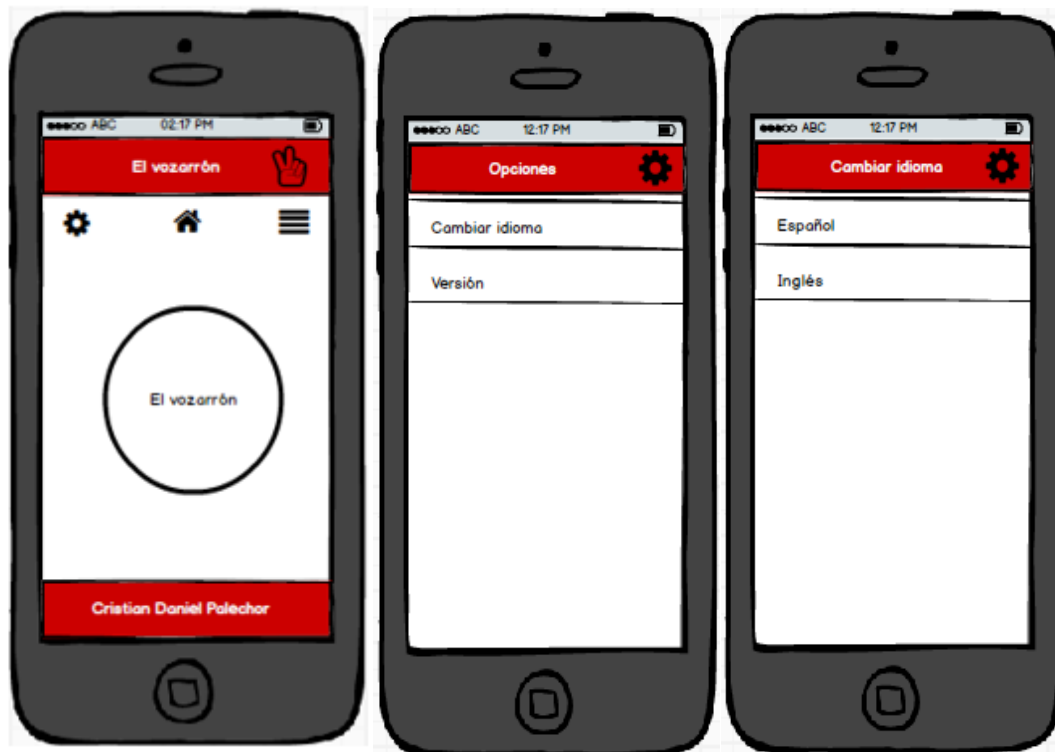 ABC 02:17 PM
El vozarrón
El vozarrón
Cristian Daniel Palechor
ABC 12:17 PM
Opciones
Cambiar idioma
Versión
ABC 12:17 PM
Cambiar idioma
Español
Inglés